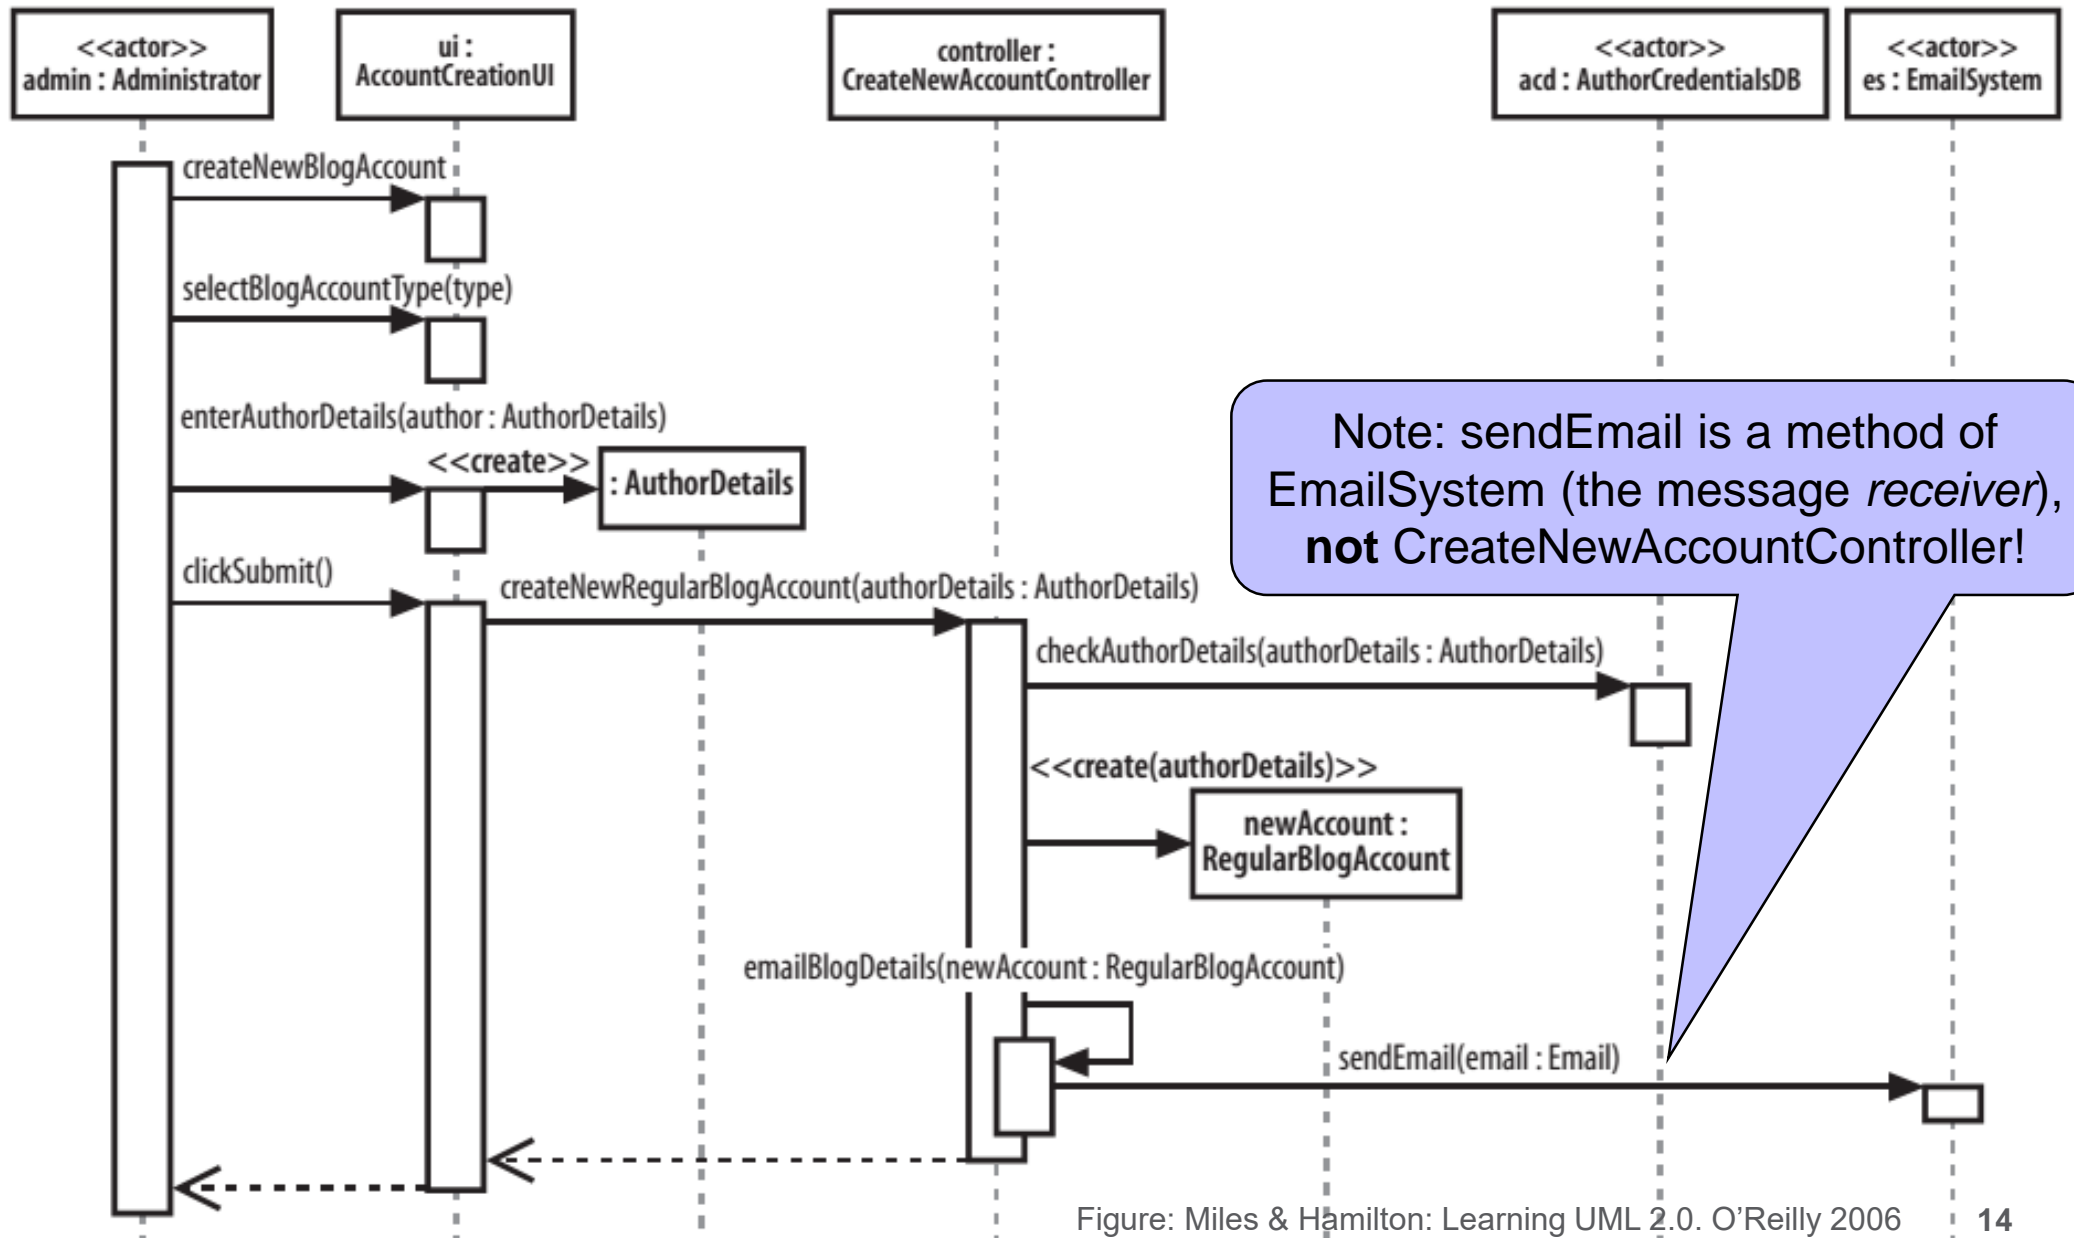 <<actor>>
admin : Administrator
ui :
AccountCreationUI
controller :
CreateNewAccountController
<<actor>>
acd : AuthorCredentialsDB
<<actor>>
es : EmailSystem
createNewBlogAccount
selectBlogAccountType(type)
enterAuthorDetails(author : AuthorDetails)
<<create>>
: AuthorDetails
Note: sendEmail is a method of
EmailSystem (the message receiver),
not CreateNewAccountController!
clickSubmit()
createNewRegularBlogAccount(authorDetails : AuthorDetails)
checkAuthorDetails(authorDetails : AuthorDetails)
<<create(authorDetails)>>
newAccount :
RegularBlogAccount
emailBlogDetails(newAccount : RegularBlogAccount)
sendEmail(email : Email)
Figure: Miles & Hamilton: Learning UML 2.0. O'Reilly 2006
14